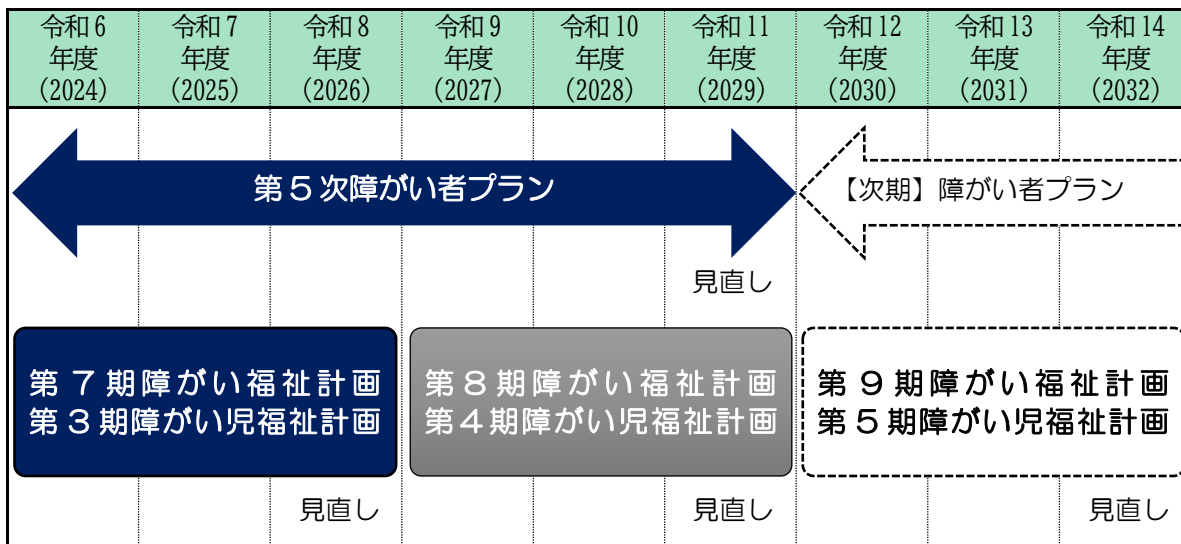 令和6
年度
(2024)
令和7
年度
(2025)
令和8
年度
(2026)
令和9
年度
(2027)
令和10
年度
(2028)
令和11
年度
(2029)
令和12
年度
(2030)
令和13
年度
(2031)
令和14
年度
(2032)
第5次障がい者プラン
【次期】障がい者プラン
見直し
第7期障がい福祉計画
第3期障がい児福祉計画
第8期障がい福祉計画
第4期障がい児福祉計画
第9期障がい福祉計画
第5期障がい児福祉計画
見直し
見直し
見直し